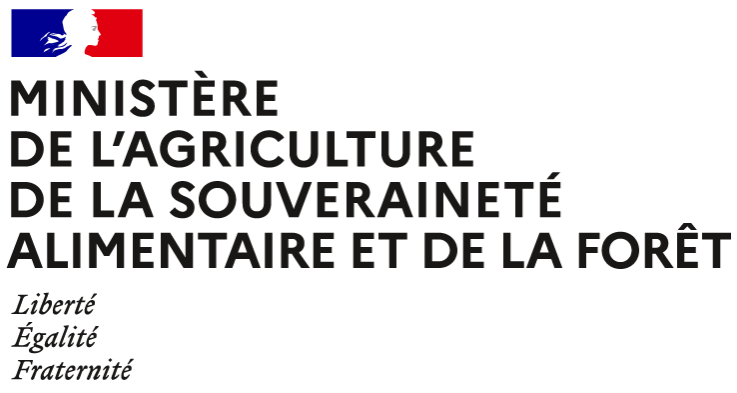 MINISTÈRE
DE L’AGRICULTURE
DE LA SOUVERAINETÉ
ALIMENTAIRE ET DE LA FORÊT
Liberté
Égalité
Fraternité